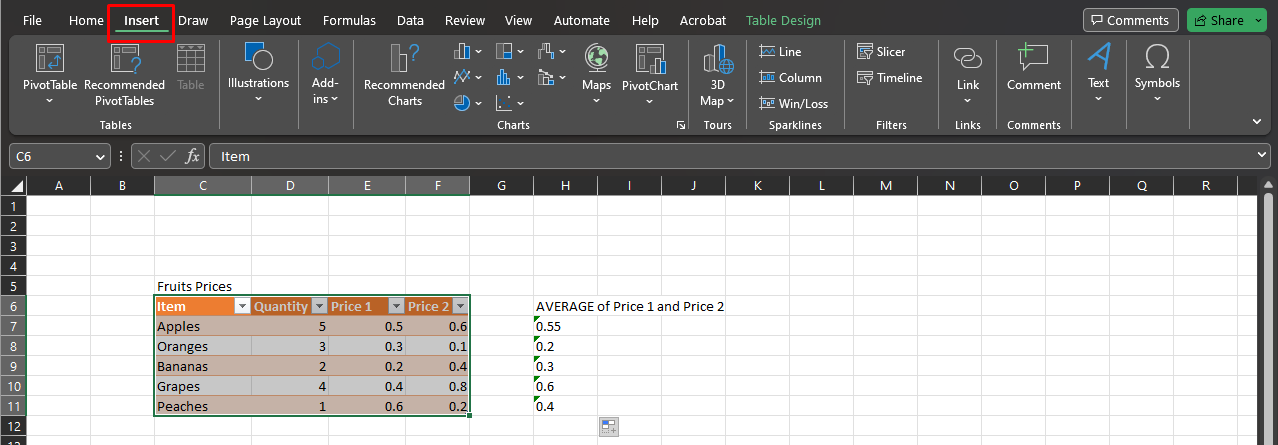 File Home Insert Draw Page Layout Formulas Data Review View Automate Help Acrobat Table Design Comments Share
PivotTable Recommended PivotTables Table Illustrations Add-ins Recommended Charts Maps PivotChart 3D Map Line Column Win/Loss Slicer Timeline Link Comment Text Symbols
Tables Charts Tours Sparklines Filters Links Comments
C6 fx Item
A B C D E F G H I J K L M N O P Q R
1
2
3
4
5 Fruits Prices
6 Item Quantity Price 1 Price 2 AVERAGE of Price 1 and Price 2
7 Apples 5 0.5 0.6 0.55
8 Oranges 3 0.3 0.1 0.2
9 Bananas 2 0.2 0.4 0.3
10 Grapes 4 0.4 0.8 0.6
11 Peaches 1 0.6 0.2 0.4
12